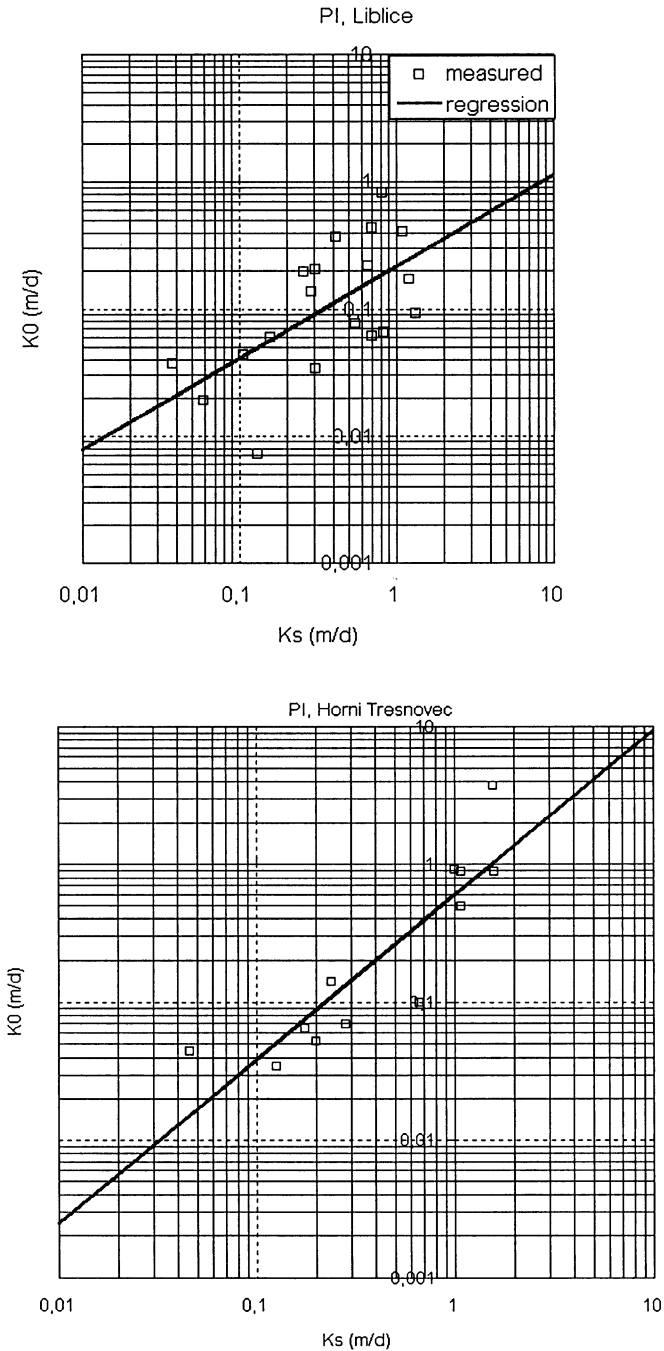 PI, Liblice
10
measured
regression
1
K0 (m/d)
0,1
0,01
0,001
0,01 0,1 1 10
Ks (m/d)
PI, Horni Tresnovec
10
1
K0 (m/d)
0,1
0,01
0,001
0,01 0,1 1 10
Ks (m/d)